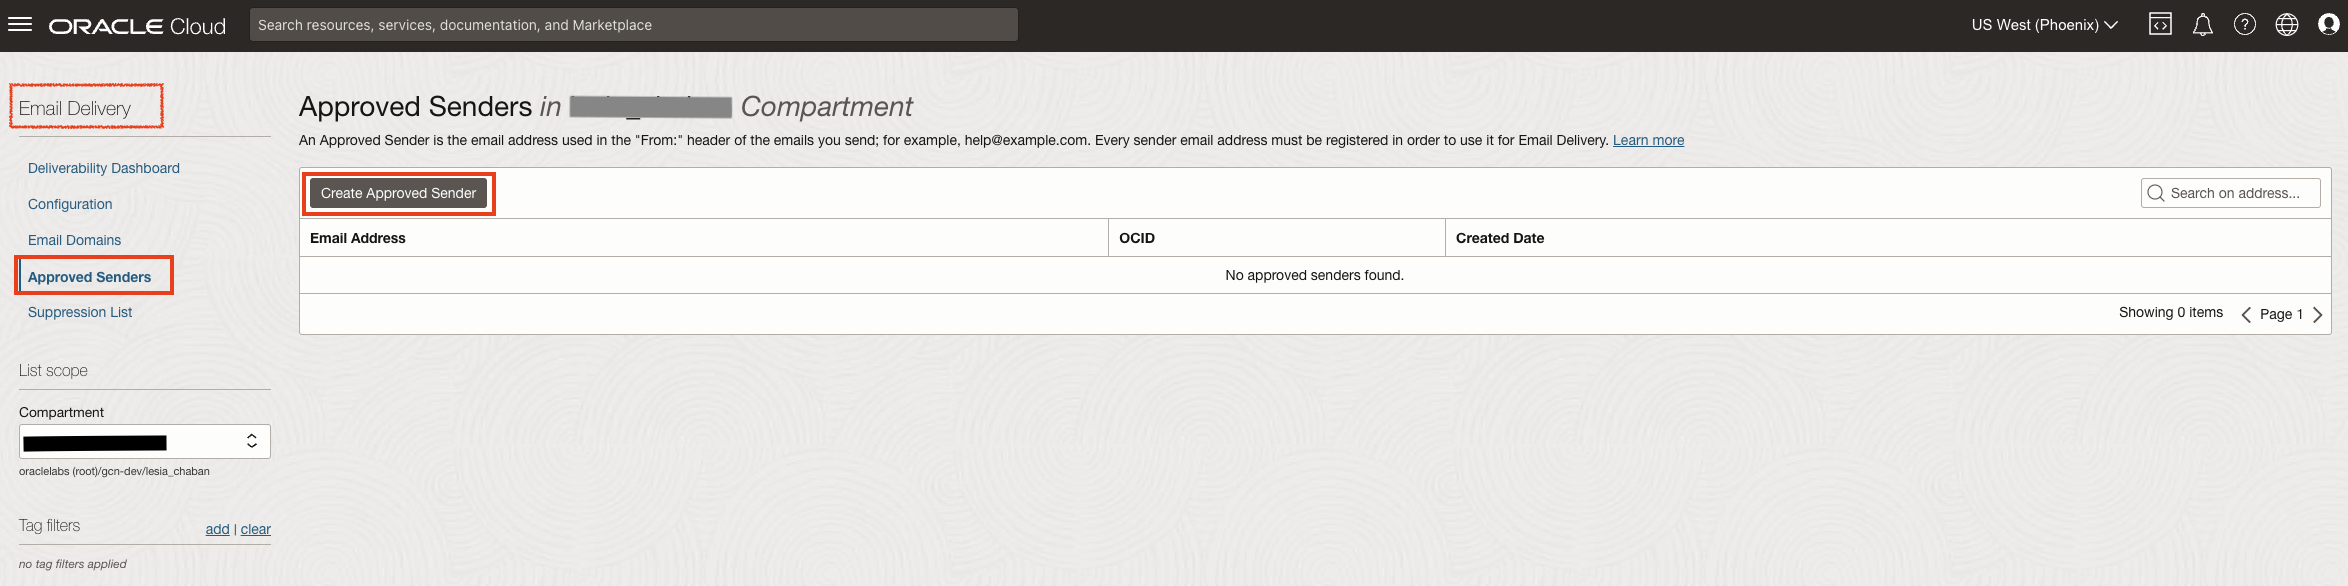 ORACLE Cloud
Search resources, services, documentation, and Marketplace
US West (Phoenix)
Email Delivery
Deliverability Dashboard
Configuration
Email Domains
Approved Senders
Suppression List
List scope
Compartment
oraclelabs (root)/gcn-dev/lesia_chaban
Tag filters
add | clear
no tag filters applied
Approved Senders in Compartment
An Approved Sender is the email address used in the "From:" header of the emails you send; for example, help@example.com. Every sender email address must be registered in order to use it for Email Delivery. Learn more
Create Approved Sender
Search on address...
Email Address OCID Created Date
No approved senders found.
Showing 0 items Page 1